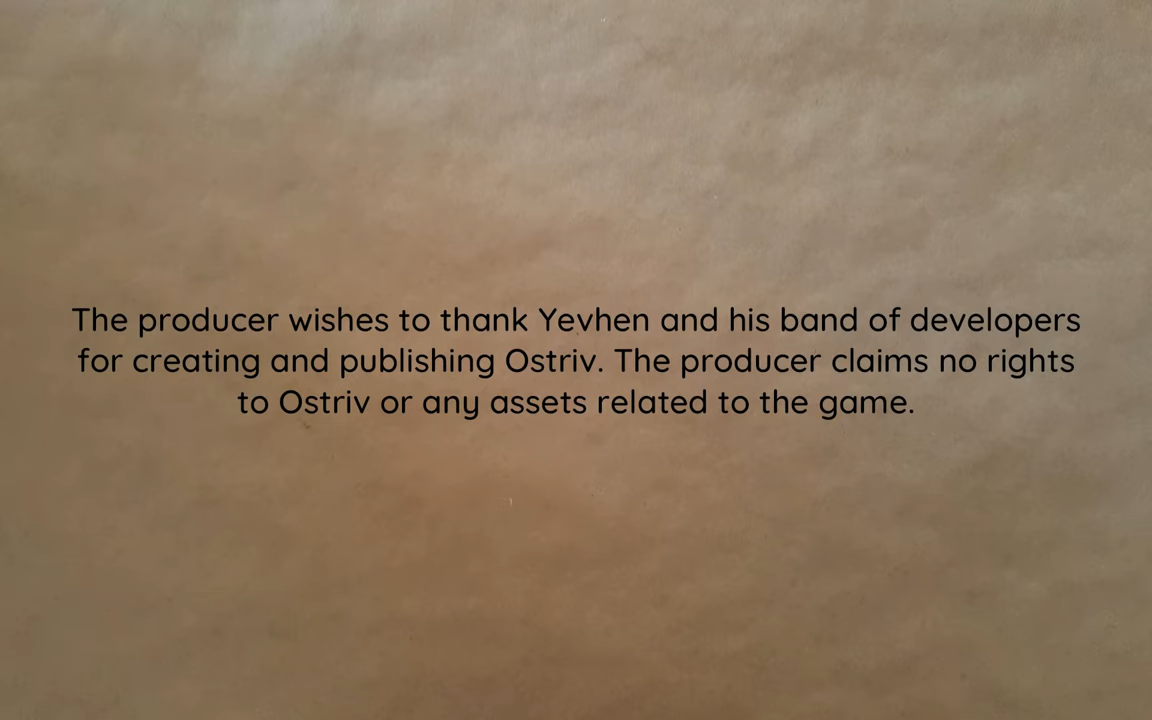 The producer wishes to thank Yevhen and his band of developers
for creating and publishing Ostriv. The producer claims no rights
to Ostriv or any assets related to the game.